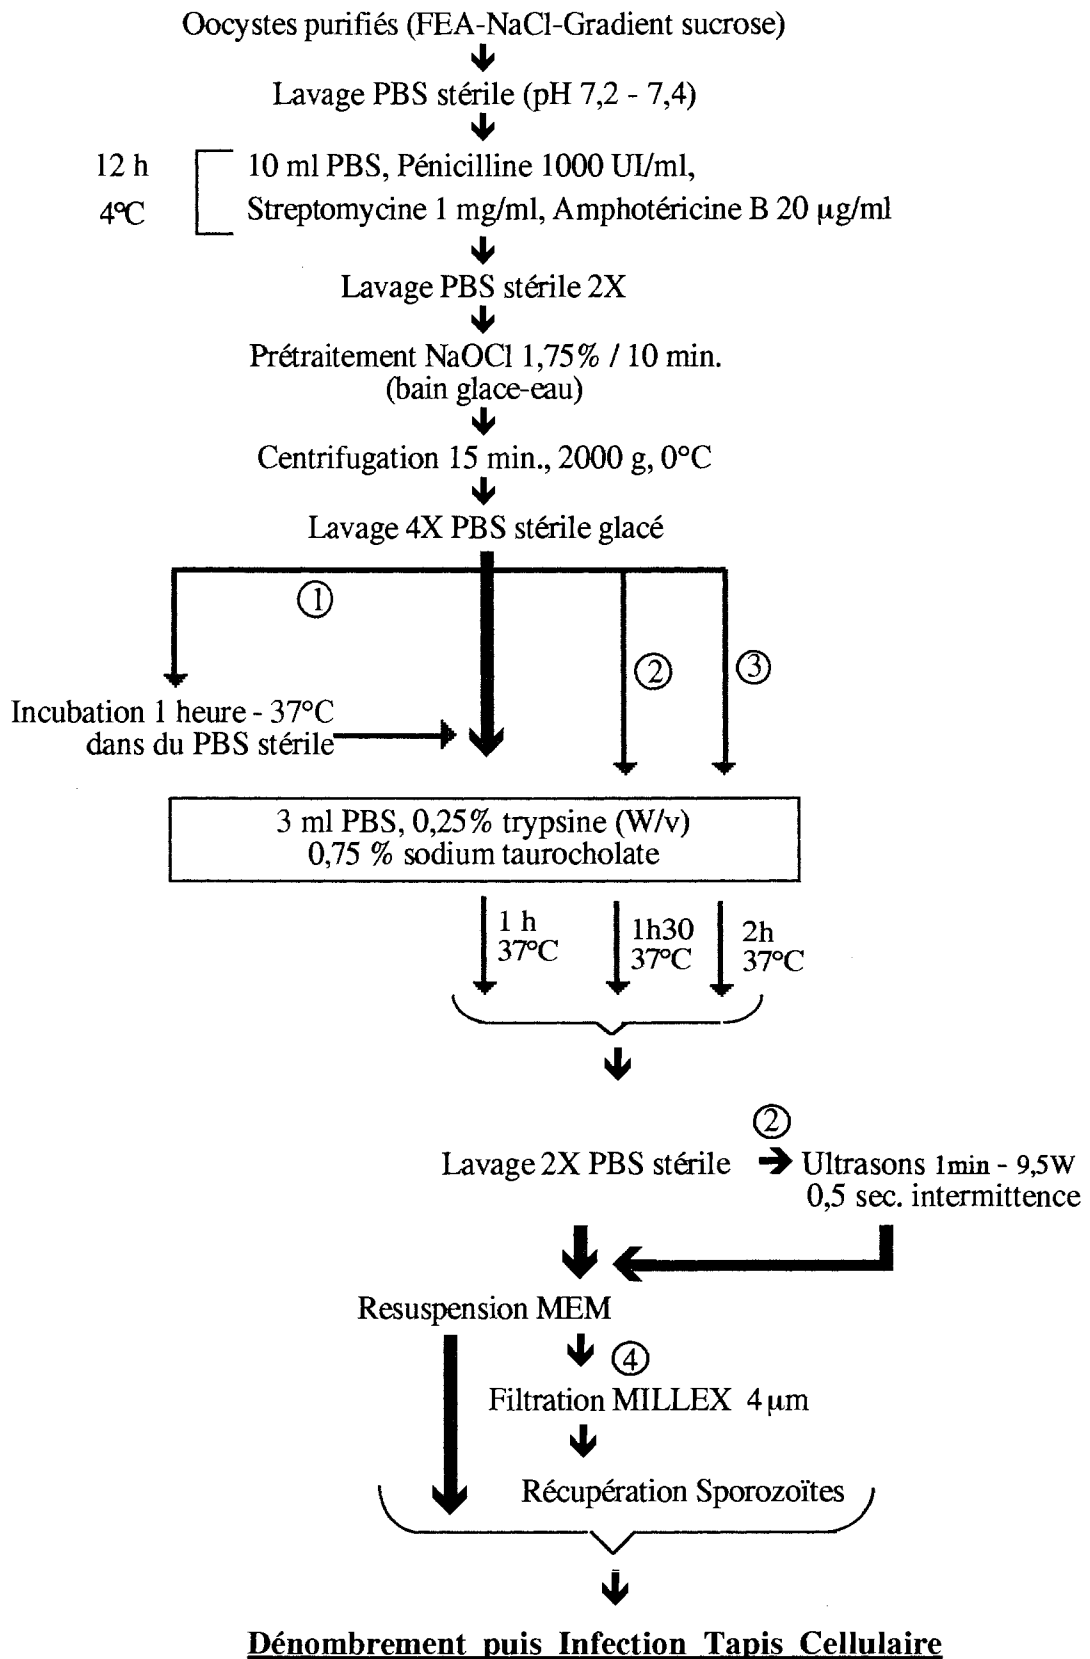 Oocystes purifiés (FEA-NaCl-Gradient sucrose)
Lavage PBS stérile (pH 7,2 - 7,4)
12 h
4°C
10 ml PBS, Pénicilline 1000 UI/ml,
Streptomycine 1 mg/ml, Amphotéricine B 20 µg/ml
Lavage PBS stérile 2X
Prétraitement NaOCl 1,75% / 10 min.
(bain glace-eau)
Centrifugation 15 min., 2000 g, 0°C
Lavage 4X PBS stérile glacé
1
2
3
Incubation 1 heure - 37°C
dans du PBS stérile
3 ml PBS, 0,25% trypsine (W/v)
0,75 % sodium taurocholate
1 h
37°C
1h30
37°C
2h
37°C
2
Lavage 2X PBS stérile
Ultrasons 1min - 9,5W
0,5 sec. intermittence
Resuspension MEM
4
Filtration MILLEX 4 µm
Récupération Sporozoïtes
Dénombrement puis Infection Tapis Cellulaire